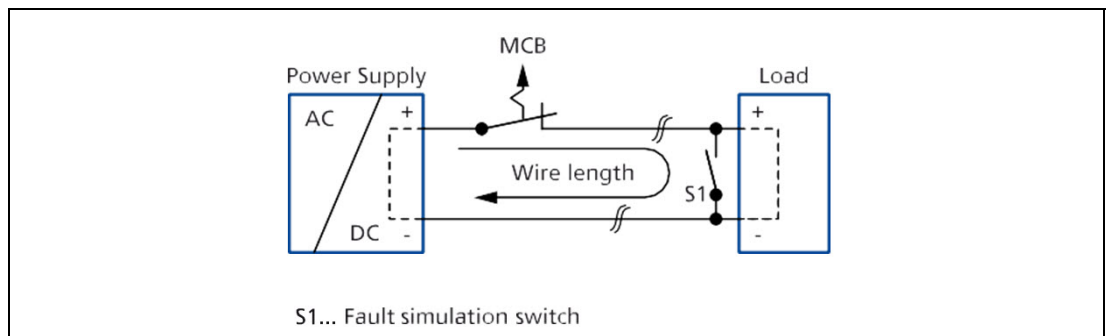 MCB
Power Supply
Load
AC
+
+
Wire length
S1
DC
-
-
S1... Fault simulation switch